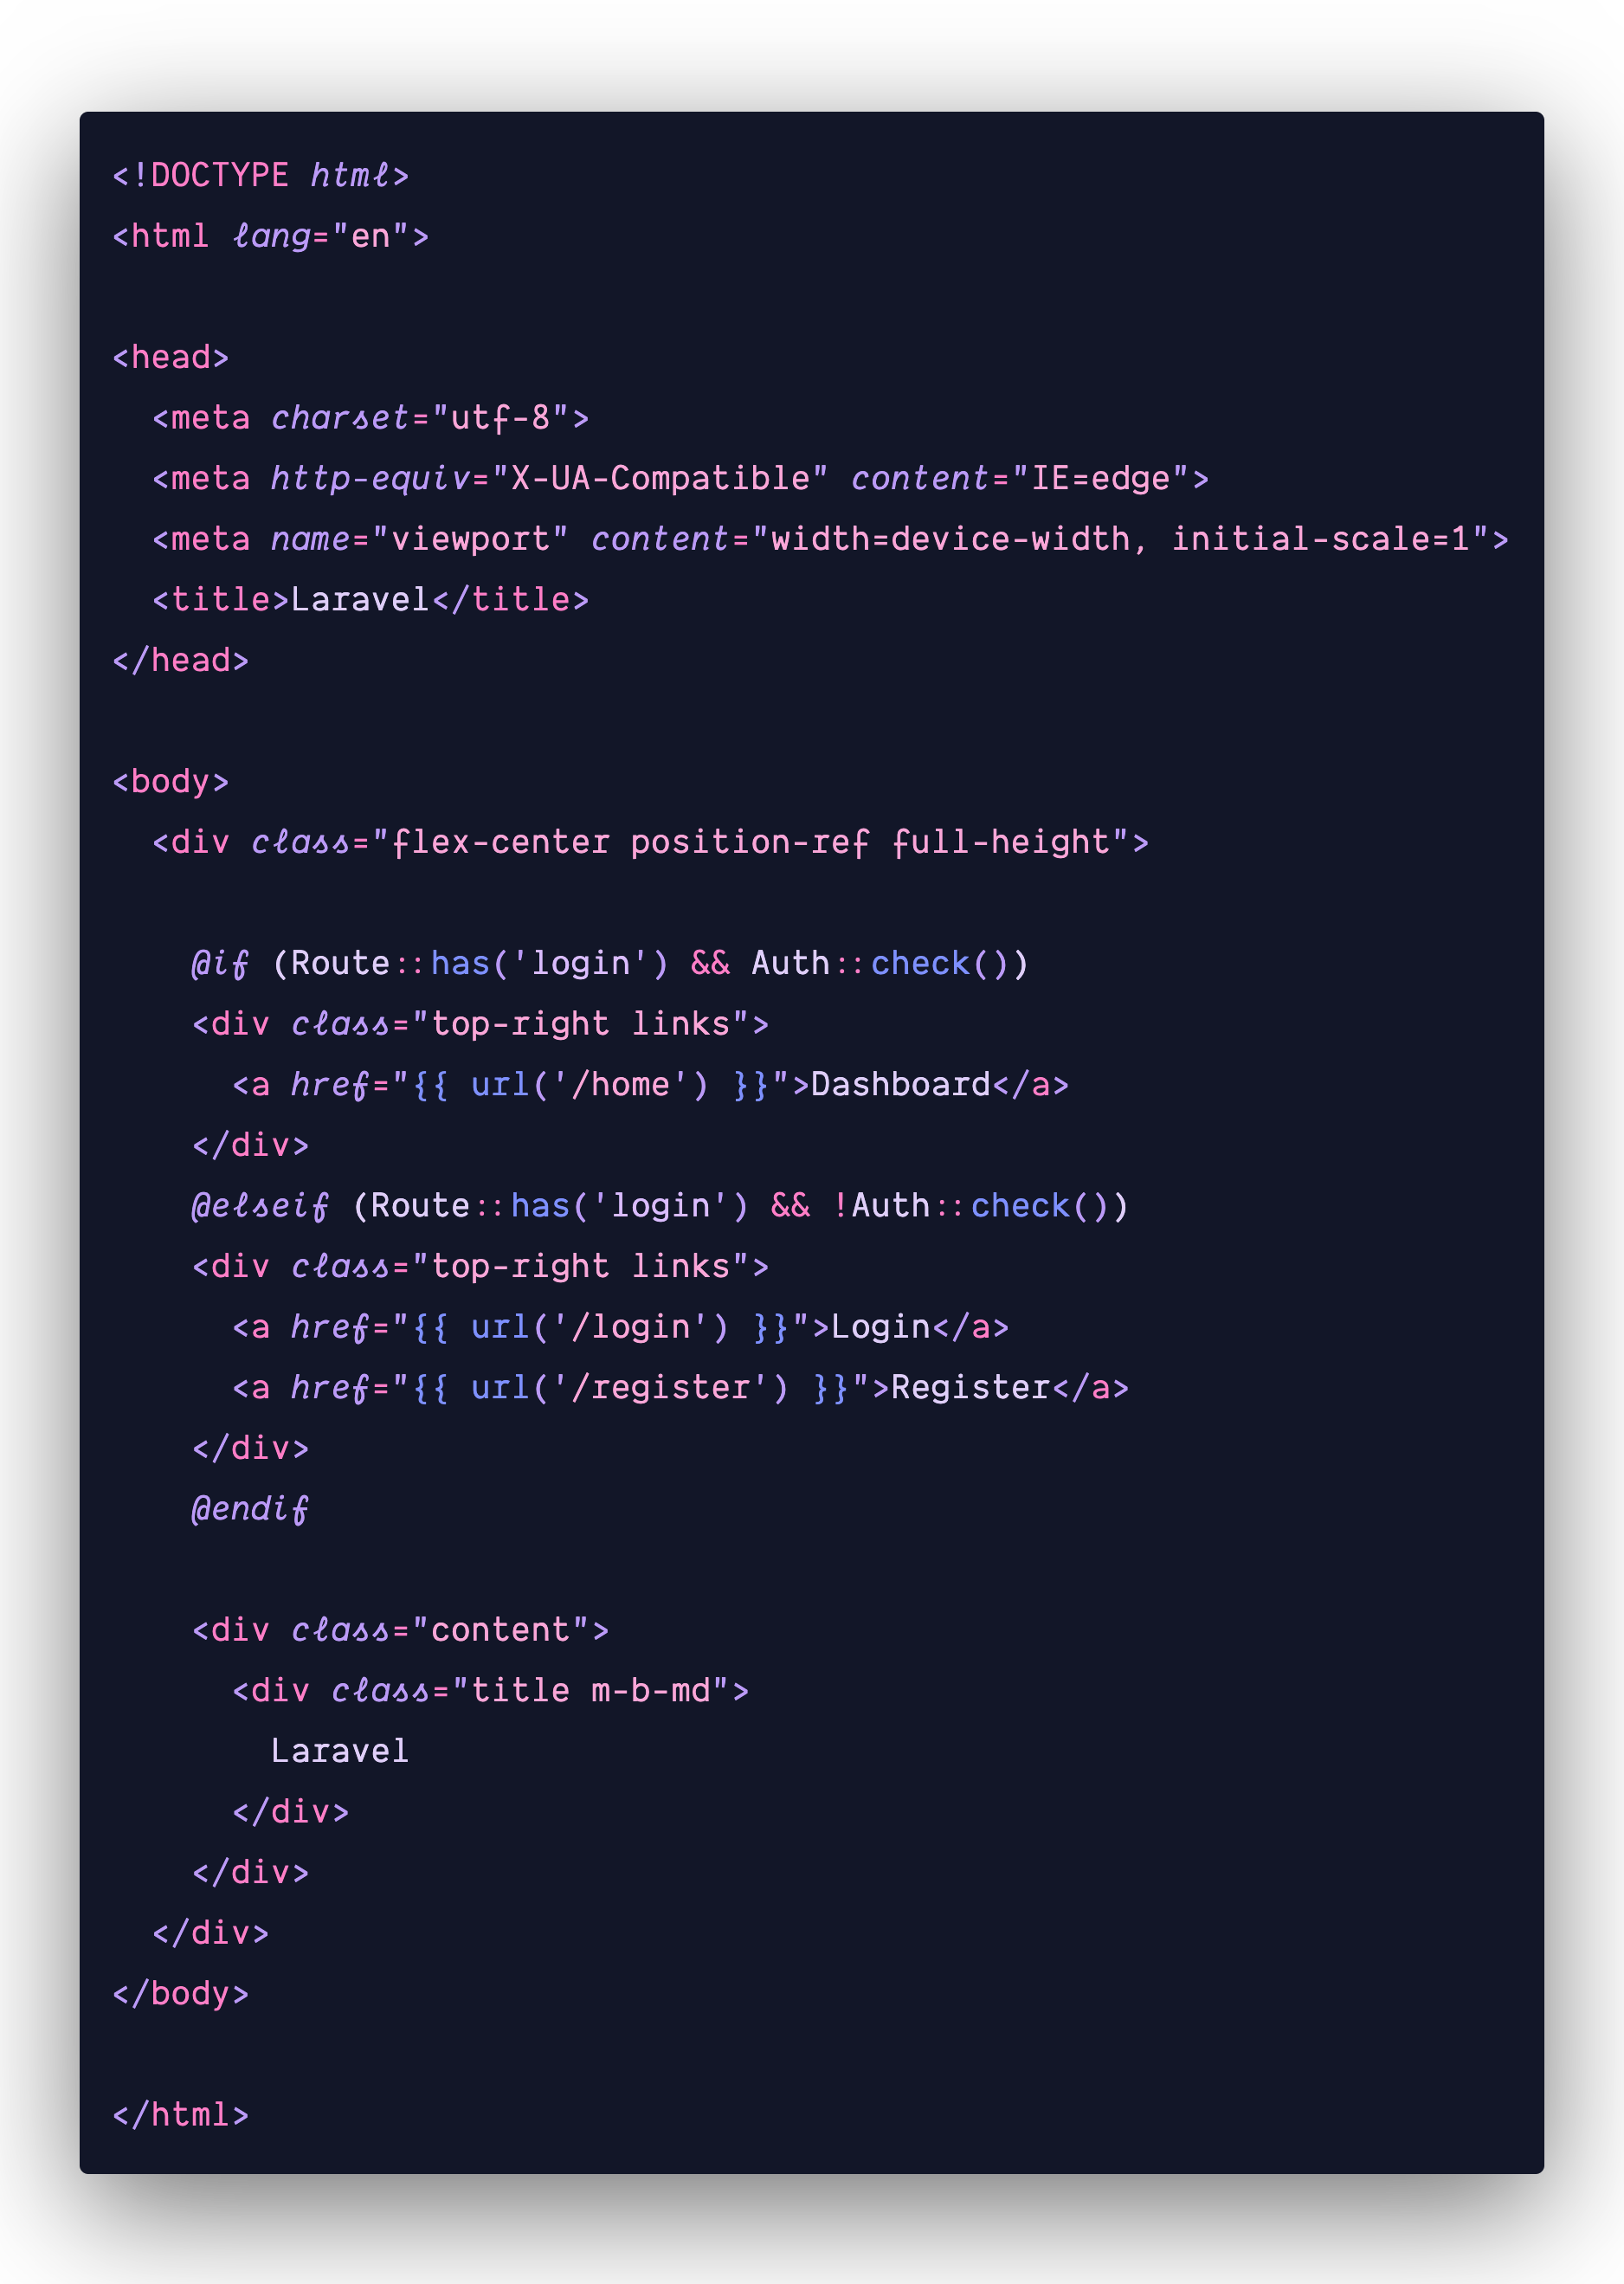 <!DOCTYPE html>
<html lang="en">

<head>
  <meta charset="utf-8">
  <meta http-equiv="X-UA-Compatible" content="IE=edge">
  <meta name="viewport" content="width=device-width, initial-scale=1">
  <title>Laravel</title>
</head>

<body>
  <div class="flex-center position-ref full-height">

    @if (Route::has('login') && Auth::check())
    <div class="top-right links">
      <a href="{{ url('/home') }}">Dashboard</a>
    </div>
    @elseif (Route::has('login') && !Auth::check())
    <div class="top-right links">
      <a href="{{ url('/login') }}">Login</a>
      <a href="{{ url('/register') }}">Register</a>
    </div>
    @endif

    <div class="content">
      <div class="title m-b-md">
        Laravel
      </div>
    </div>
  </div>
</body>

</html>